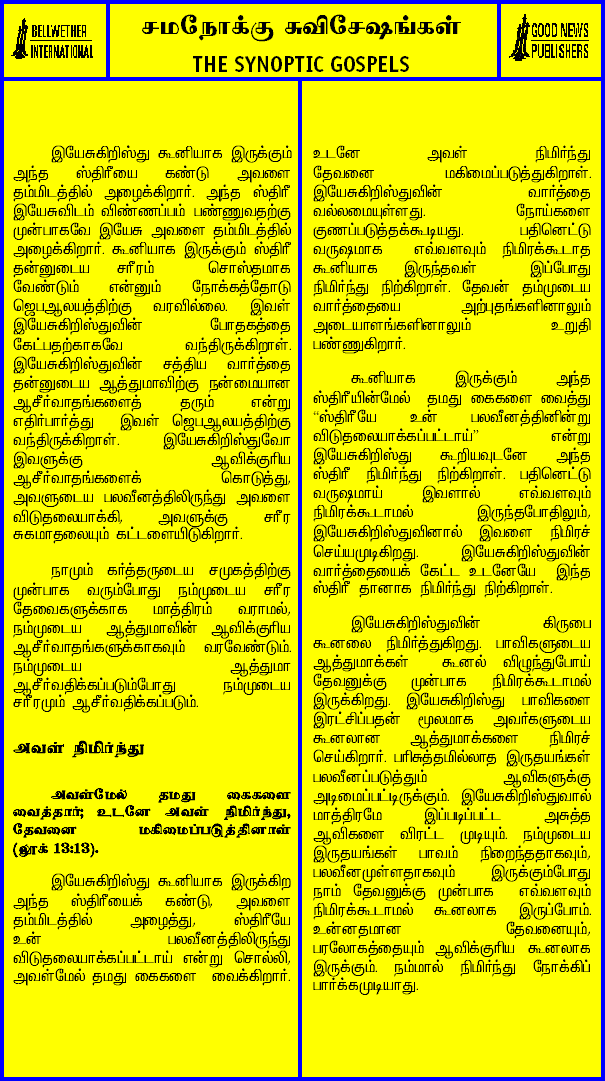 BELLWETHER
INTERNATIONAL
சமநோக்கு சுவிசேஷங்கள்
THE SYNOPTIC GOSPELS
GOOD NEWS
PUBLISHERS
இயேசுகிறிஸ்து கூனியாக இருக்கும்
அந்த ஸ்திரீயை கண்டு அவளை
தம்மிடத்தில் அழைக்கிறார். அந்த ஸ்திரீ
இயேசுவிடம் விண்ணப்பம் பண்ணுவதற்கு
முன்பாகவே இயேசு அவளை தம்மிடத்தில்
அழைக்கிறார். கூனியாக இருக்கும் ஸ்திரீ
தன்னுடைய சரீரம் சொஸ்தமாக
வேண்டும் என்னும் நோக்கத்தோடு
ஜெபஆலயத்திற்கு வரவில்லை. இவள்
இயேசுகிறிஸ்துவின் போதகத்தை
கேட்பதற்காகவே வந்திருக்கிறாள்.
இயேசுகிறிஸ்துவின் சத்திய வார்த்தை
தன்னுடைய ஆத்துமாவிற்கு நன்மையான
ஆசீர்வாதங்களைத் தரும் என்று
எதிர்பார்த்து இவள் ஜெபஆலயத்திற்கு
வந்திருக்கிறாள். இயேசுகிறிஸ்துவோ
இவளுக்கு ஆவிக்குரிய
ஆசீர்வாதங்களைக் கொடுத்து,
அவளுடைய பலவீனத்திலிருந்து அவளை
விடுதலையாக்கி, அவளுக்கு சரீர
சுகமாதலையும் கட்டளையிடுகிறார்.
நாமும் கர்த்தருடைய சமுகத்திற்கு
முன்பாக வரும்போது நம்முடைய சரீர
தேவைகளுக்காக மாத்திரம் வராமல்,
நம்முடைய ஆத்துமாவின் ஆவிக்குரிய
ஆசீர்வாதங்களுக்காகவும் வரவேண்டும்.
நம்முடைய ஆத்துமா
ஆசீர்வதிக்கப்படும்போது நம்முடைய
சரீரமும் ஆசீர்வதிக்கப்படும்.
அவள் நிமிர்ந்து
அவள்மேல் தமது கைகளை
வைத்தார்; உடனே அவள் நிமிர்ந்து,
தேவனை மகிமைப்படுத்தினாள்
(லூக் 13:13).
இயேசுகிறிஸ்து கூனியாக இருக்கிற
அந்த ஸ்திரீயைக் கண்டு, அவளை
தம்மிடத்தில் அழைத்து, ஸ்திரீயே
உன் பலவீனத்திலிருந்து
விடுதலையாக்கப்பட்டாய் என்று சொல்லி,
அவள்மேல் தமது கைகளை வைக்கிறார்.
உடனே அவள் நிமிர்ந்து
தேவனை மகிமைப்படுத்துகிறாள்.
இயேசுகிறிஸ்துவின் வார்த்தை
வல்லமையுள்ளது. நோய்களை
குணப்படுத்தக்கூடியது. பதினெட்டு
வருஷமாக எவ்வளவும் நிமிரக்கூடாத
கூனியாக இருந்தவள் இப்போது
நிமிர்ந்து நிற்கிறாள். தேவன் தம்முடைய
வார்த்தையை அற்புதங்களினாலும்
அடையாளங்களினாலும் உறுதி
பண்ணுகிறார்.
கூனியாக இருக்கும் அந்த
ஸ்திரீயின்மேல் தமது கைகளை வைத்து
“ஸ்திரீயே உன் பலவீனத்தினின்று
விடுதலையாக்கப்பட்டாய்” என்று
இயேசுகிறிஸ்து கூறியவுடனே அந்த
ஸ்திரீ நிமிர்ந்து நிற்கிறாள். பதினெட்டு
வருஷமாய் இவளால் எவ்வளவும்
நிமிரக்கூடாமல் இருந்தபோதிலும்,
இயேசுகிறிஸ்துவினால் இவளை நிமிரச்
செய்யமுடிகிறது. இயேசுகிறிஸ்துவின்
வார்த்தையைக் கேட்ட உடனேயே இந்த
ஸ்திரீ தானாக நிமிர்ந்து நிற்கிறாள்.
இயேசுகிறிஸ்துவின் கிருபை
கூனலை நிமிர்த்துகிறது. பாவிகளுடைய
ஆத்துமாக்கள் கூனல் விழுந்துபோய்
தேவனுக்கு முன்பாக நிமிரக்கூடாமல்
இருக்கிறது. இயேசுகிறிஸ்து பாவிகளை
இரட்சிப்பதன் மூலமாக அவர்களுடைய
கூனலான ஆத்துமாக்களை நிமிரச்
செய்கிறார். பரிசுத்தமில்லாத இருதயங்கள்
பலவீனப்படுத்தும் ஆவிகளுக்கு
அடிமைப்பட்டிருக்கும். இயேசுகிறிஸ்துவால்
மாத்திரமே இப்படிப்பட்ட அசுத்த
ஆவிகளை விரட்ட முடியும். நம்முடைய
இருதயங்கள் பாவம் நிறைந்ததாகவும்,
பலவீனமுள்ளதாகவும் இருக்கும்போது
நாம் தேவனுக்கு முன்பாக எவ்வளவும்
நிமிரக்கூடாமல் கூனலாக இருப்போம்.
உன்னதமான தேவனையும்,
பரலோகத்தையும் ஆவிக்குரிய கூனலாக
இருக்கும். நம்மால் நிமிர்ந்து நோக்கிப்
பார்க்கமுடியாது.